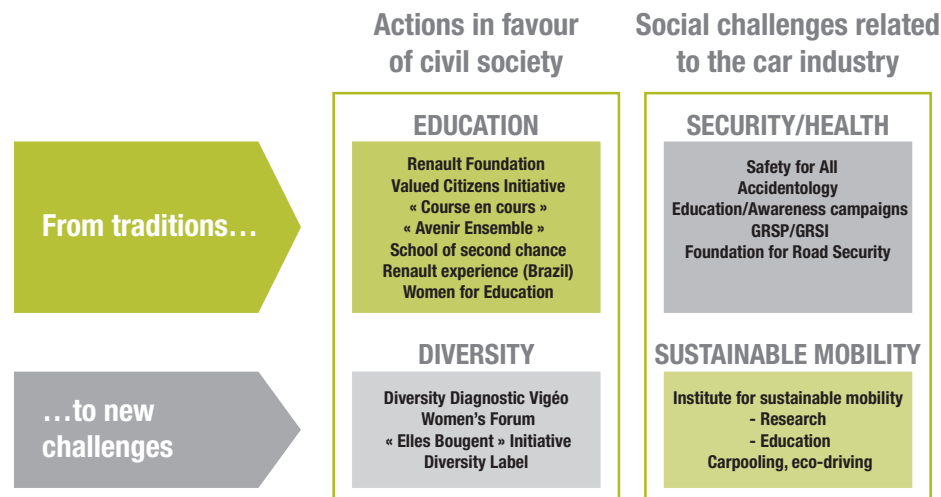 Actions in favour
of civil society
Social challenges related
to the car industry
From traditions…
EDUCATION
Renault Foundation
Valued Citizens Initiative
« Course en cours »
« Avenir Ensemble »
School of second chance
Renault experience (Brazil)
Women for Education
SECURITY/HEALTH
Safety for All
Accidentology
Education/Awareness campaigns
GRSP/GRSI
Foundation for Road Security
…to new
challenges
DIVERSITY
Diversity Diagnostic Vigéo
Women's Forum
« Elles Bougent » Initiative
Diversity Label
SUSTAINABLE MOBILITY
Institute for sustainable mobility
- Research
- Education
Carpooling, eco-driving